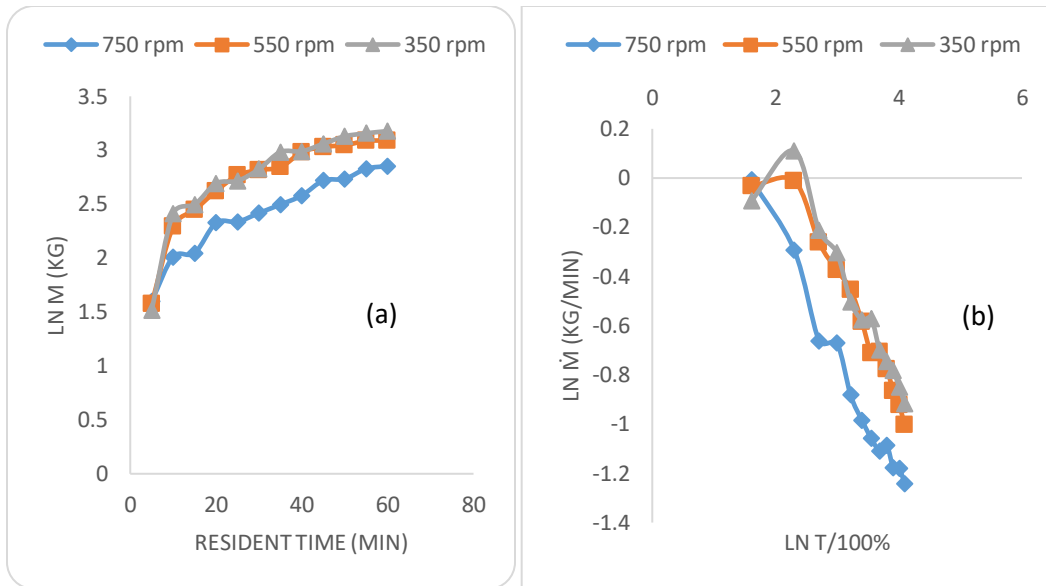 750 rpm 550 rpm 350 rpm
3.5
3
2.5
2
1.5
1
0.5
0
LN M (KG)
(a)
0 20 40 60 80
RESIDENT TIME (MIN)
750 rpm 550 rpm 350 rpm
0 2 4 6
0.2
0
-0.2
-0.4
-0.6
-0.8
-1
-1.2
-1.4
LN Ṁ (KG/MIN)
(b)
LN T/100%